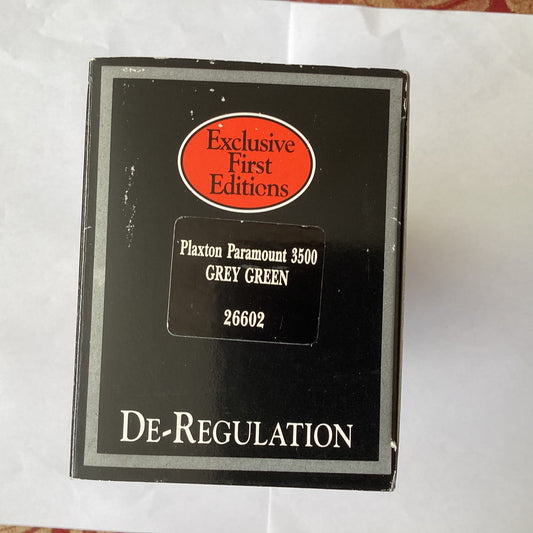 Exclusive
First
Editions
Plaxton Paramount 3500
GREY GREEN
26602
DE-REGULATION